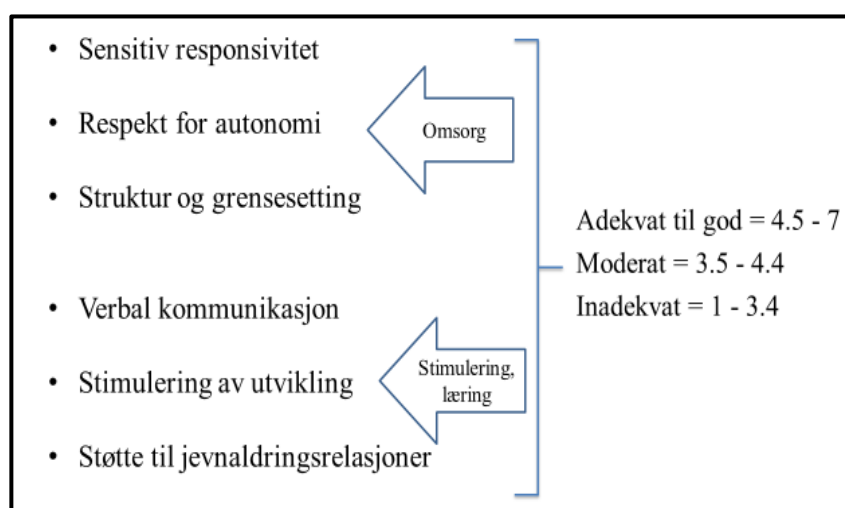 • Sensitiv responsivitet
• Respekt for autonomi
• Struktur og grensesetting
Omsorg
• Verbal kommunikasjon
• Stimulering av utvikling
• Støtte til jevnaldringsrelasjoner
Stimulering,
læring
Adekvat til god = 4.5 - 7
Moderat = 3.5 - 4.4
Inadekvat = 1 - 3.4